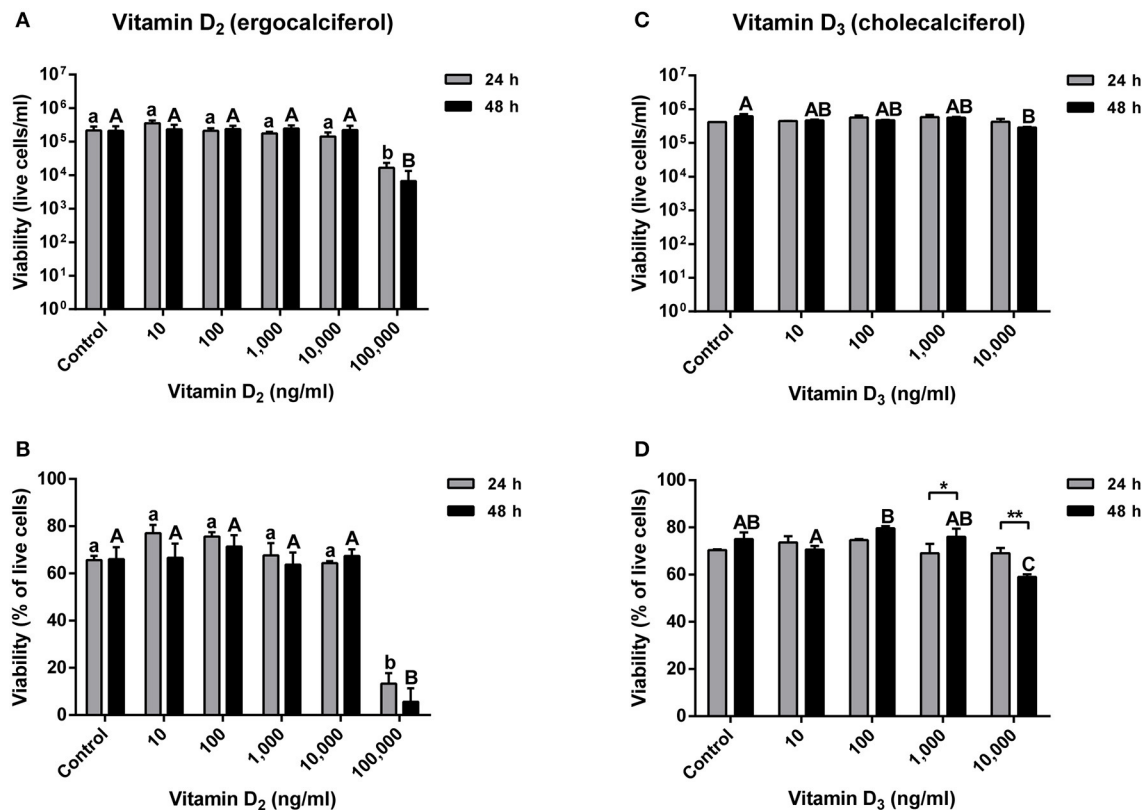 A
Vitamin D₂ (ergocalciferol)
24 h
48 h
Viability (live cells/ml)
10⁷
10⁶
10⁵
10⁴
10³
10²
10¹
10⁰
a A a A a A a A a A b B
Control 10 100 1,000 10,000 100,000
Vitamin D₂ (ng/ml)
C
Vitamin D₃ (cholecalciferol)
24 h
48 h
Viability (live cells/ml)
10⁷
10⁶
10⁵
10⁴
10³
10²
10¹
10⁰
A AB AB AB B
Control 10 100 1,000 10,000
Vitamin D₃ (ng/ml)
B
24 h
48 h
Viability (% of live cells)
100
80
60
40
20
0
a A a A a A a A a A b B
Control 10 100 1,000 10,000 100,000
Vitamin D₂ (ng/ml)
D
24 h
48 h
Viability (% of live cells)
100
80
60
40
20
0
* **
AB A B AB C
Control 10 100 1,000 10,000
Vitamin D₃ (ng/ml)